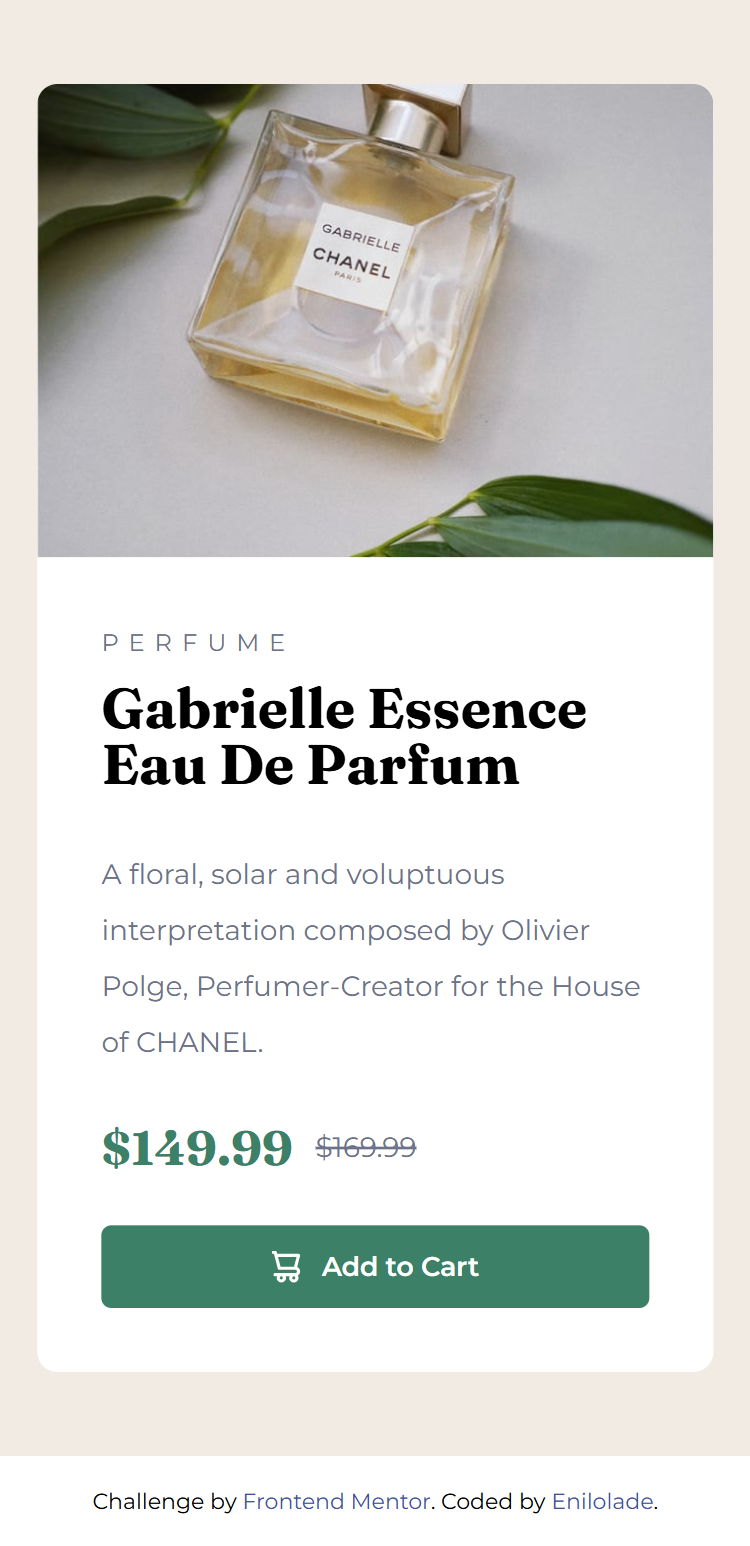 GABRIELLE
CHANEL
PARIS
PERFUME
Gabrielle Essence
Eau De Parfum
A floral, solar and voluptuous
interpretation composed by Olivier
Polge, Perfumer-Creator for the House
of CHANEL.
$149.99 $169.99
Add to Cart
Challenge by Frontend Mentor. Coded by Enilolade.